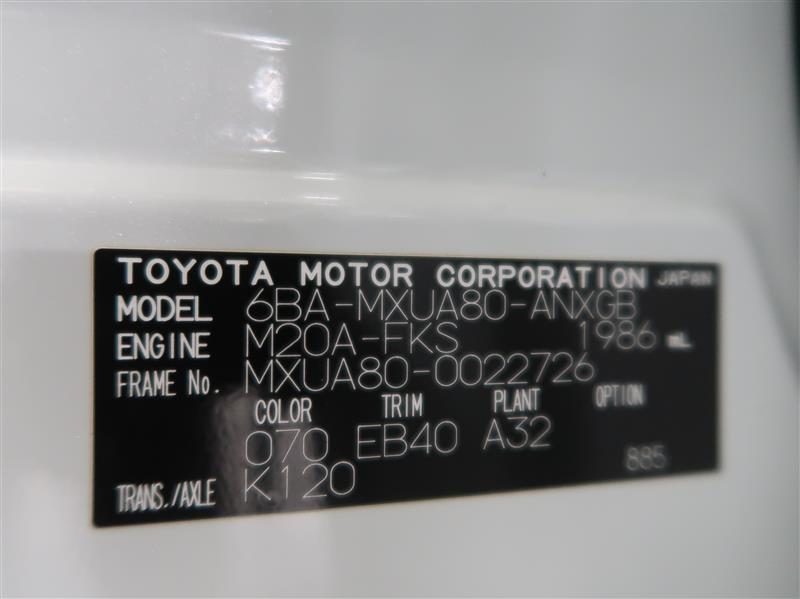 TOYOTA MOTOR CORPORATION JAPAN
MODEL 6BA-MXUA80-ANXGB
ENGINE M20A-FKS 1986 mL
FRAME No. MXUA80-0022726
COLOR TRIM PLANT OPTION
070 EB40 A32
TRANS./AXLE K120 885